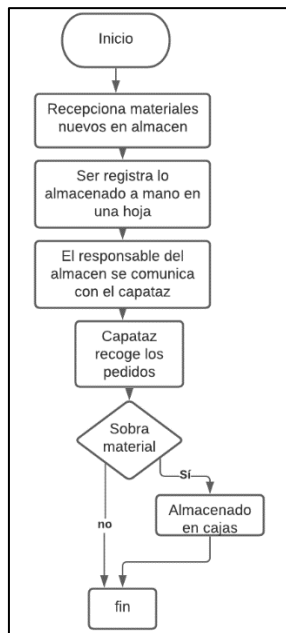 Inicio
Recepciona materiales
nuevos en almacen
Ser registra lo
almacenado a mano en
una hoja
El responsable del
almacen se comunica
con el capataz
Capataz
recoge los
pedidos
Sobra
material
Sí
Almacenado
en cajas
no
fin